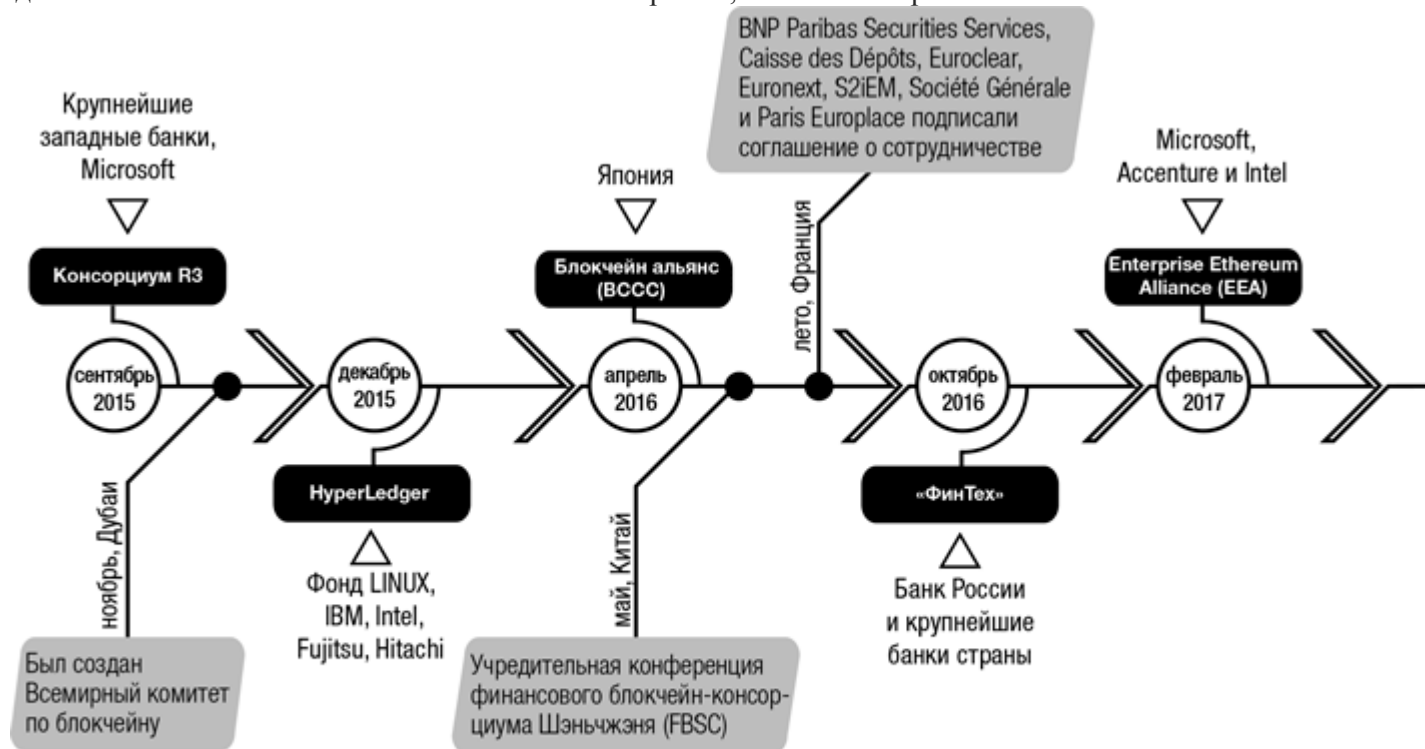 BNP Paribas Securities Services,
Caisse des Dépôts, Euroclear,
Euronext, S2iEM, Société Générale
и Paris Europlace подписали
соглашение о сотрудничестве
Крупнейшие
западные банки,
Microsoft
Япония
Microsoft,
Accenture и Intel
Консорциум R3
Блокчейн альянс
(BCCC)
лето, Франция
Enterprise Ethereum
Alliance (EEA)
сентябрь
2015
декабрь
2015
апрель
2016
октябрь
2016
февраль
2017
ноябрь, Дубаи
HyperLedger
май, Китай
«ФинТех»
Фонд LINUX,
IBM, Intel,
Fujitsu, Hitachi
Банк России
и крупнейшие
банки страны
Был создан
Всемирный комитет
по блокчейну
Учредительная конференция
финансового блокчейн-консор-
циума Шэньчжэня (FBSC)